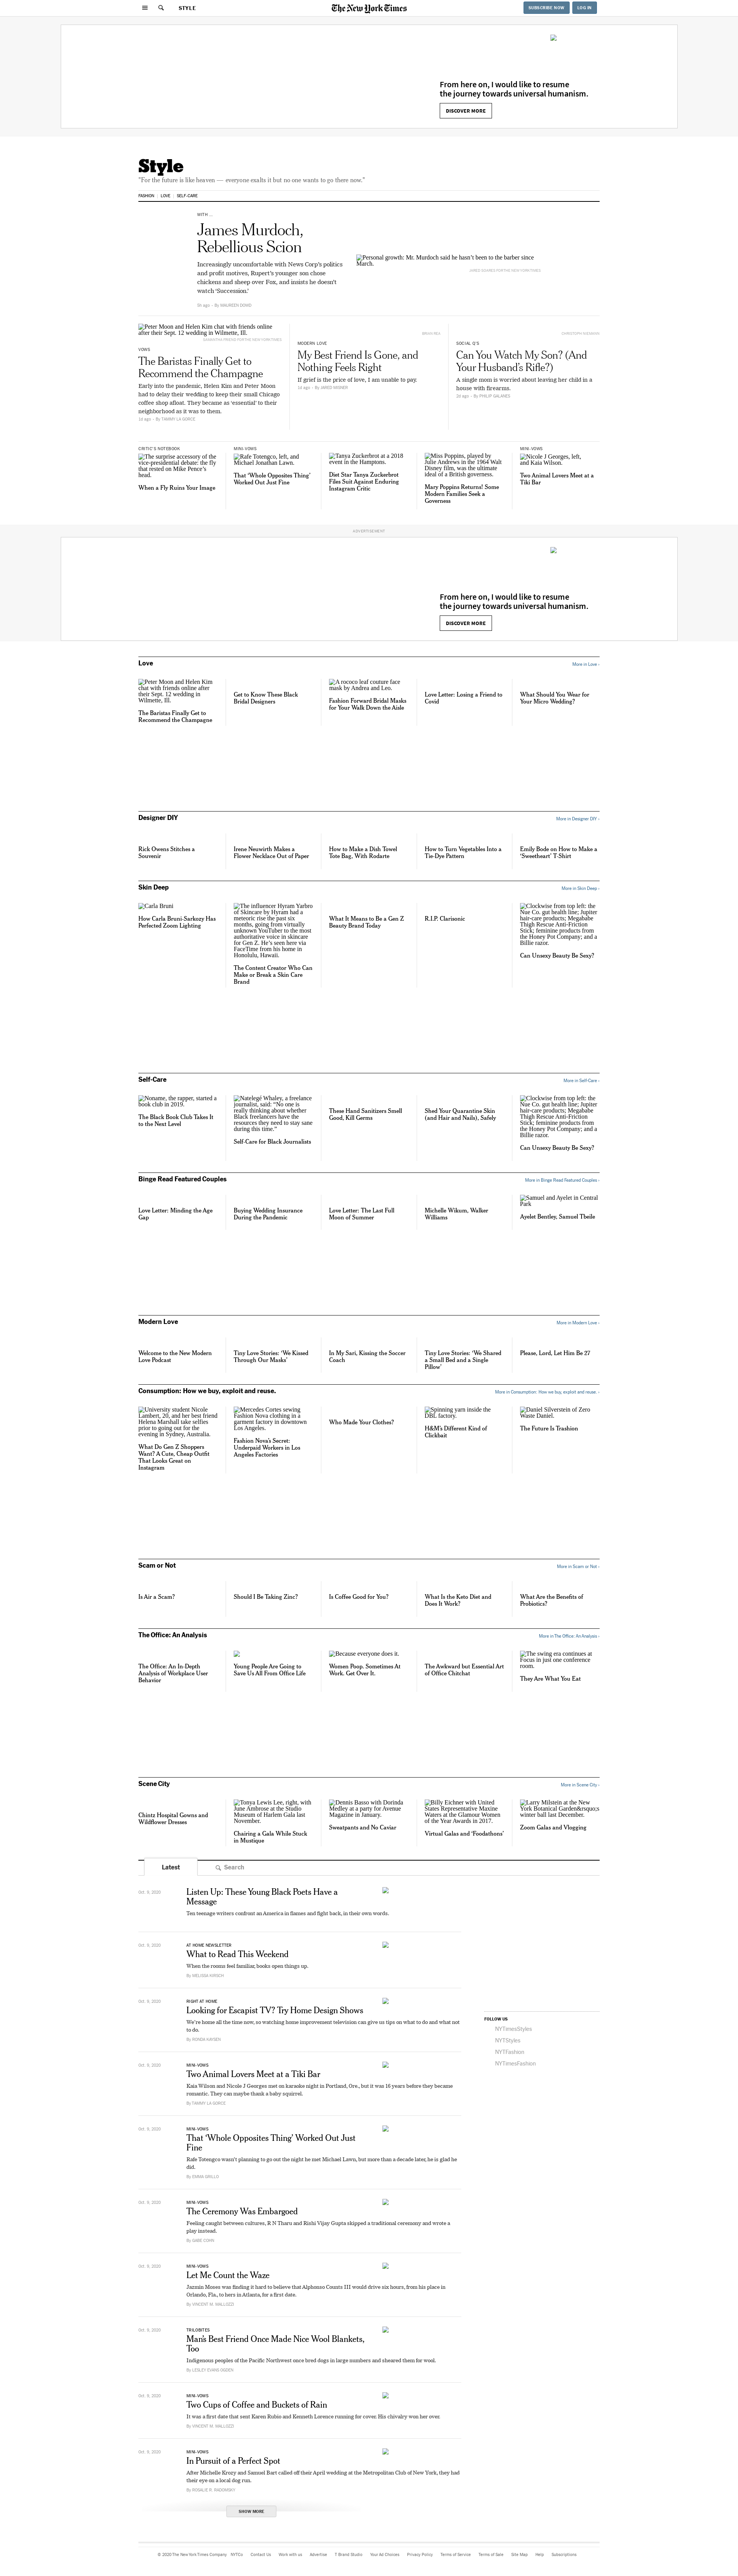 STYLE
The New York Times
SUBSCRIBE NOW
LOG IN
From here on, I would like to resume
the journey towards universal humanism.
DISCOVER MORE
Style
"For the future is like heaven — everyone exalts it but no one wants to go there now."
FASHION
LOVE
SELF-CARE
WITH ...
James Murdoch,
Rebellious Scion
Increasingly uncomfortable with News Corp's politics
and profit motives, Rupert's younger son chose
chickens and sheep over Fox, and insists he doesn't
watch 'Succession.'
5h ago – By MAUREEN DOWD
Personal growth: Mr. Murdoch said he hasn't been to the barber since
March.
Peter Moon and Helen Kim chat with friends online
after their Sept. 12 wedding in Wilmette, Ill.
VOWS
The Baristas Finally Get to
Recommend the Champagne
Early into the pandemic, Helen Kim and Peter Moon
had to delay their wedding to keep their small Chicago
coffee shop afloat. They became as 'essential' to their
neighborhood as it was to them.
1d ago – By TAMMY LA GORCE
MODERN LOVE
My Best Friend Is Gone, and
Nothing Feels Right
If grief is the price of love, I am unable to pay.
1d ago – By JARED MISNER
SOCIAL Q'S
Can You Watch My Son? (And
Your Husband's Rifle?)
A single mom is worried about leaving her child in a
house with firearms.
2d ago – By PHILIP GALANES
CRITIC'S NOTEBOOK
The surprise accessory of the
vice-presidential debate: the fly
that rested on Mike Pence's
head.
When a Fly Ruins Your Image
MINI-VOWS
Rafe Totengco, left, and
Michael Jonathan Lawn.
That 'Whole Opposites Thing'
Worked Out Just Fine
Tanya Zuckerbrot at a 2018
event in the Hamptons.
Diet Star Tanya Zuckerbrot
Files Suit Against Enduring
Instagram Critic
Miss Poppins, played by
Julie Andrews in the 1964 Walt
Disney film, was the ultimate
ideal of a British governess.
Mary Poppins Returns! Some
Modern Families Seek a
Governess
MINI-VOWS
Nicole J Georges, left,
and Kaia Wilson.
Two Animal Lovers Meet at a
Tiki Bar
ADVERTISEMENT
From here on, I would like to resume
the journey towards universal humanism.
DISCOVER MORE
Love
More in Love ›
Peter Moon and Helen Kim
chat with friends online after
their Sept. 12 wedding in
Wilmette, Ill.
The Baristas Finally Get to
Recommend the Champagne
Get to Know These Black
Bridal Designers
A rococo leaf couture face
mask by Andrea and Leo.
Fashion Forward Bridal Masks
for Your Walk Down the Aisle
Love Letter: Losing a Friend to
Covid
What Should You Wear for
Your Micro Wedding?
Designer DIY
More in Designer DIY ›
Rick Owens Stitches a
Souvenir
Irene Neuwirth Makes a
Flower Necklace Out of Paper
How to Make a Dish Towel
Tote Bag, With Rodarte
How to Turn Vegetables Into a
Tie-Dye Pattern
Emily Bode on How to Make a
'Sweetheart' T-Shirt
Skin Deep
More in Skin Deep ›
Carla Bruni
How Carla Bruni-Sarkozy Has
Perfected Zoom Lighting
The influencer Hyram Yarbro
of Skincare by Hyram had a
meteoric rise the past six
months, going from virtually
unknown YouTuber to the most
authoritative voice in skincare
for Gen Z. He's seen here via
FaceTime from his home in
Honolulu, Hawaii.
The Content Creator Who Can
Make or Break a Skin Care
Brand
What It Means to Be a Gen Z
Beauty Brand Today
R.I.P. Clarisonic
Clockwise from top left: the
Nue Co. gut health line; Jupiter
hair-care products; Megababe
Thigh Rescue Anti-Friction
Stick; feminine products from
the Honey Pot Company; and a
Billie razor.
Can Unsexy Beauty Be Sexy?
Self-Care
More in Self-Care ›
Noname, the rapper, started a
book club in 2019.
The Black Book Club Takes It
to the Next Level
Natelegé Whaley, a freelance
journalist, said: "No one is
really thinking about whether
Black freelancers have the
resources they need to stay sane
during this time."
Self-Care for Black Journalists
These Hand Sanitizers Smell
Good, Kill Germs
Shed Your Quarantine Skin
(and Hair and Nails), Safely
Clockwise from top left: the
Nue Co. gut health line; Jupiter
hair-care products; Megababe
Thigh Rescue Anti-Friction
Stick; feminine products from
the Honey Pot Company; and a
Billie razor.
Can Unsexy Beauty Be Sexy?
Binge Read Featured Couples
More in Binge Read Featured Couples ›
Love Letter: Minding the Age
Gap
Buying Wedding Insurance
During the Pandemic
Love Letter: The Last Full
Moon of Summer
Michelle Wikum, Walker
Williams
Samuel and Ayelet in Central
Park
Ayelet Bentley, Samuel Theile
Modern Love
More in Modern Love ›
Welcome to the New Modern
Love Podcast
Tiny Love Stories: 'We Kissed
Through Our Masks'
In My Sari, Kissing the Soccer
Coach
Tiny Love Stories: 'We Shared
a Small Bed and a Single
Pillow'
Please, Lord, Let Him Be 27
Consumption: How we buy, exploit and reuse.
More in Consumption: How we buy, exploit and reuse. ›
University student Nicole
Lambert, 20, and her best friend
Helena Marshall take selfies
prior to going out for the
evening in Sydney, Australia.
What Do Gen Z Shoppers
Want? A Cute, Cheap Outfit
That Looks Great on
Instagram
Mercedes Cortes sewing
Fashion Nova clothing in a
garment factory in downtown
Los Angeles.
Fashion Nova's Secret:
Underpaid Workers in Los
Angeles Factories
Who Made Your Clothes?
Spinning yarn inside the
DBL factory.
H&M's Different Kind of
Clickbait
Daniel Silverstein of Zero
Waste Daniel.
The Future Is Trashion
Scam or Not
More in Scam or Not ›
Is Air a Scam?
Should I Be Taking Zinc?
Is Coffee Good for You?
What Is the Keto Diet and
Does It Work?
What Are the Benefits of
Probiotics?
The Office: An Analysis
More in The Office: An Analysis ›
The Office: An In-Depth
Analysis of Workplace User
Behavior
Young People Are Going to
Save Us All From Office Life
Because everyone does it.
Women Poop. Sometimes At
Work. Get Over It.
The Awkward but Essential Art
of Office Chitchat
The swing era continues at
Focus in just one conference
room.
They Are What You Eat
Scene City
More in Scene City ›
Chintz Hospital Gowns and
Wildflower Dresses
Tonya Lewis Lee, right, with
June Ambrose at the Studio
Museum of Harlem Gala last
November.
Chairing a Gala While Stuck
in Mustique
Dennis Basso with Dorinda
Medley at a party for Avenue
Magazine in January.
Sweatpants and No Caviar
Billy Eichner with United
States Representative Maxine
Waters at the Glamour Women
of the Year Awards in 2017.
Virtual Galas and 'Foodathons'
Larry Milstein at the New
York Botanical Garden&rsquo;s
winter ball last December.
Zoom Galas and Vlogging
Latest
Search
Oct. 9, 2020
Listen Up: These Young Black Poets Have a
Message
Ten teenage writers confront an America in flames and fight back, in their own words.
Oct. 9, 2020
AT HOME NEWSLETTER
What to Read This Weekend
When the rooms feel familiar, books open things up.
By MELISSA KIRSCH
Oct. 9, 2020
RIGHT AT HOME
Looking for Escapist TV? Try Home Design Shows
We're home all the time now, so watching home improvement television can give us tips on what to do and what not
to do.
By RONDA KAYSEN
Oct. 9, 2020
MINI-VOWS
Two Animal Lovers Meet at a Tiki Bar
Kaia Wilson and Nicole J Georges met on karaoke night in Portland, Ore., but it was 16 years before they became
romantic. They can maybe thank a baby squirrel.
By TAMMY LA GORCE
Oct. 9, 2020
MINI-VOWS
That 'Whole Opposites Thing' Worked Out Just
Fine
Rafe Totengco wasn't planning to go out the night he met Michael Lawn, but more than a decade later, he is glad he
did.
Oct. 9, 2020
MINI-VOWS
The Ceremony Was Embargoed
Feeling caught between cultures, R N Tharu and Rishi Vijay Gupta skipped a traditional ceremony and wrote a
play instead.
By GABE COHN
Oct. 9, 2020
MINI-VOWS
Let Me Count the Waze
Jazmin Moses was finding it hard to believe that Alphonso Counts III would drive six hours, from his place in
Orlando, Fla., to hers in Atlanta, for a first date.
By VINCENT M. MALLOZZI
Oct. 9, 2020
TRILOBITES
Man's Best Friend Once Made Nice Wool Blankets,
Too
Indigenous peoples of the Pacific Northwest once bred dogs in large numbers and sheared them for wool.
By LESLEY EVANS OGDEN
Oct. 9, 2020
MINI-VOWS
Two Cups of Coffee and Buckets of Rain
It was a first date that sent Karen Rubio and Kenneth Lorence running for cover. His chivalry won her over.
By VINCENT M. MALLOZZI
Oct. 9, 2020
MINI-VOWS
In Pursuit of a Perfect Spot
After Michelle Krozy and Samuel Bart called off their April wedding at the Metropolitan Club of New York, they had
their eye on a local dog run.
By ROSALIE R. RADOMSKY
SHOW MORE
FOLLOW US
NYTimesStyles
NYTStyles
NYTFashion
NYTimesFashion
© 2020 The New York Times Company
NYTCo
Contact Us
Work with us
Advertise
T Brand Studio
Your Ad Choices
Privacy Policy
Terms of Service
Terms of Sale
Site Map
Help
Subscriptions